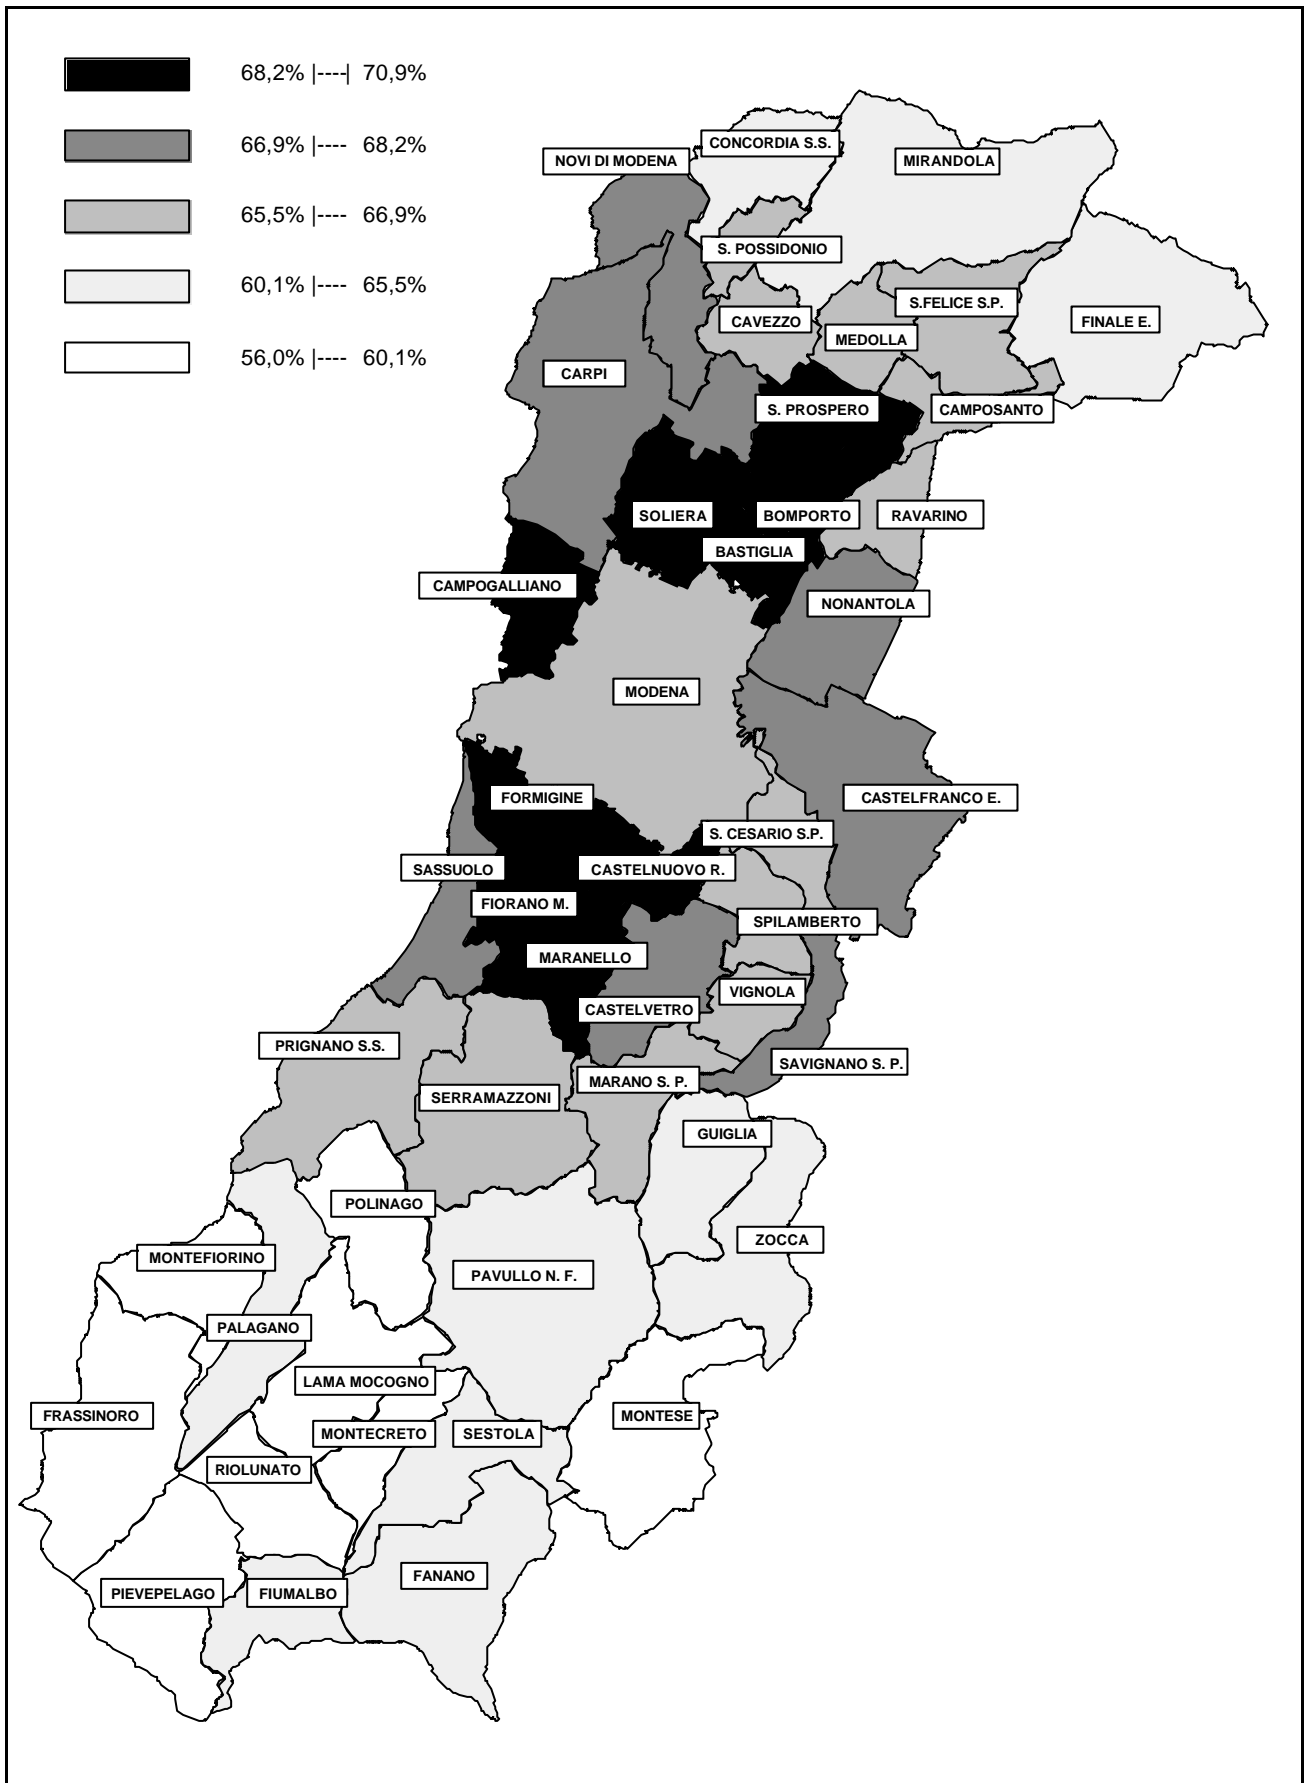 68,2% |----| 70,9%
66,9% |---- 68,2%
65,5% |---- 66,9%
60,1% |---- 65,5%
56,0% |---- 60,1%
CONCORDIA S.S.
NOVI DI MODENA
MIRANDOLA
S. POSSIDONIO
S.FELICE S.P.
CAVEZZO
FINALE E.
MEDOLLA
CARPI
S. PROSPERO
CAMPOSANTO
SOLIERA
BOMPORTO
RAVARINO
BASTIGLIA
CAMPOGALLIANO
NONANTOLA
MODENA
FORMIGINE
CASTELFRANCO E.
S. CESARIO S.P.
SASSUOLO
CASTELNUOVO R.
FIORANO M.
SPILAMBERTO
MARANELLO
VIGNOLA
CASTELVETRO
PRIGNANO S.S.
SAVIGNANO S. P.
MARANO S. P.
SERRAMAZZONI
GUIGLIA
POLINAGO
ZOCCA
MONTEFIORINO
PAVULLO N. F.
PALAGANO
LAMA MOCOGNO
FRASSINORO
MONTESE
MONTECRETO
SESTOLA
RIOLUNATO
FANANO
PIEVEPELAGO
FIUMALBO